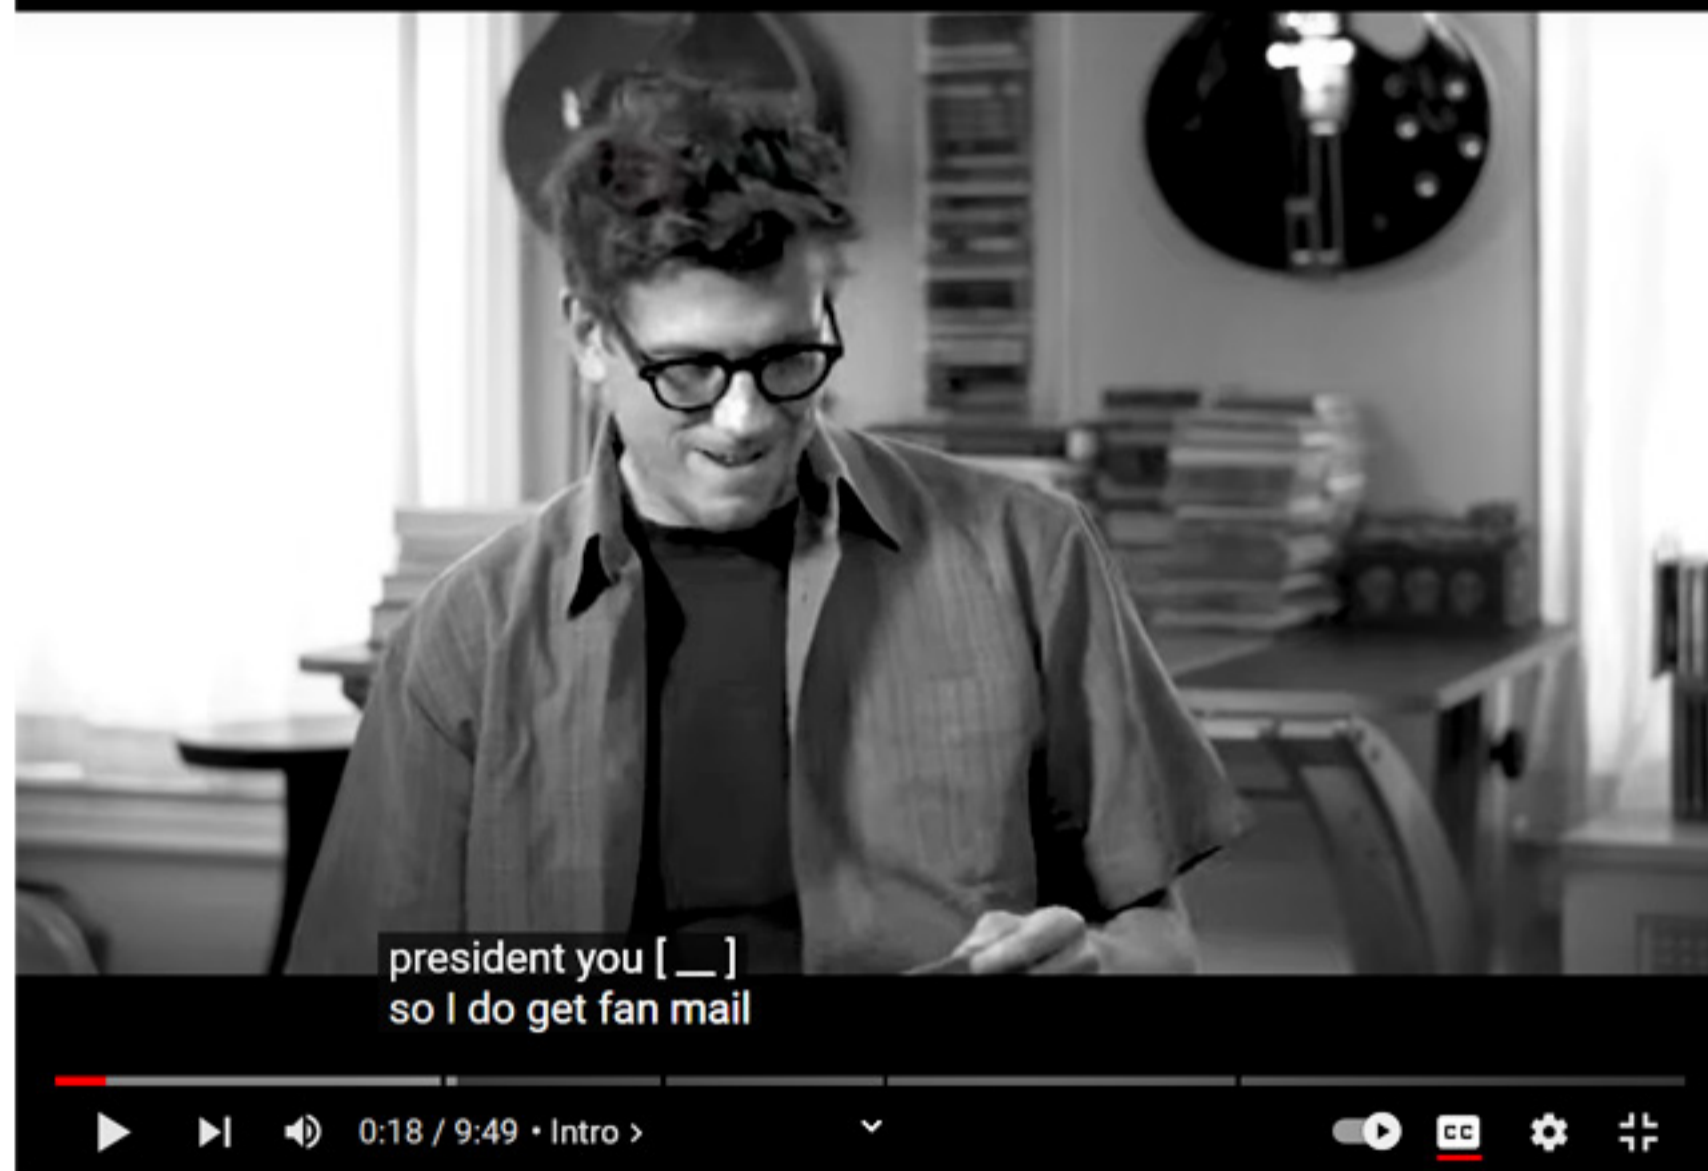 president you [ __ ]
so I do get fan mail
0:18 / 9:49 • Intro ›
CC